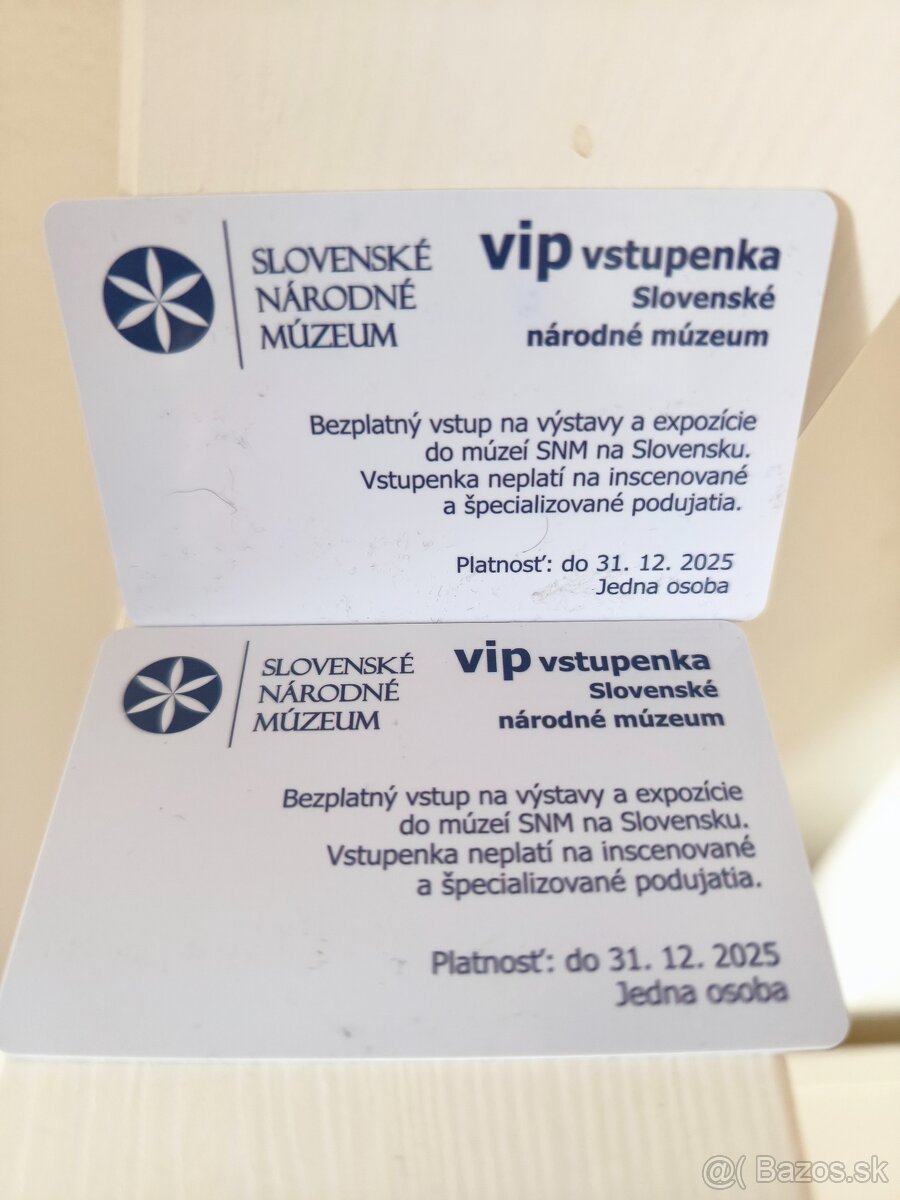 SLOVENSKÉ
NÁRODNÉ
MÚZEUM
vip vstupenka
Slovenské
národné múzeum
Bezplatný vstup na výstavy a expozície
do múzeí SNM na Slovensku.
Vstupenka neplatí na inscenované
a špecializované podujatia.
Platnosť: do 31. 12. 2025
Jedna osoba
SLOVENSKÉ
NÁRODNÉ
MÚZEUM
vip vstupenka
Slovenské
národné múzeum
Bezplatný vstup na výstavy a expozície
do múzeí SNM na Slovensku.
Vstupenka neplatí na inscenované
a špecializované podujatia.
Platnosť: do 31. 12. 2025
Jedna osoba
@( Bazos.sk